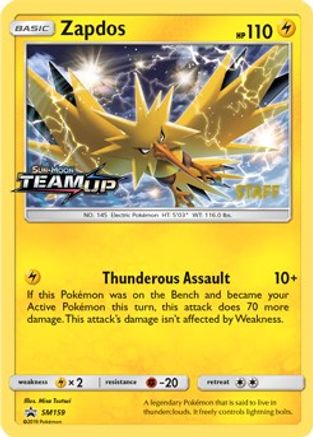 BASIC Zapdos HP 110
SUN & MOON
TEAM UP
STAFF
NO. 145 Electric Pokémon HT: 5'03" WT: 116.0 lbs.
Thunderous Assault 10+
If this Pokémon was on the Bench and became your
Active Pokémon this turn, this attack does 70 more
damage. This attack's damage isn't affected by Weakness.
weakness × 2 resistance -20 retreat
Illus. Mina Tsutsui
SM159
©2019 Pokémon
A legendary Pokémon that is said to live in
thunderclouds. It freely controls lightning bolts.